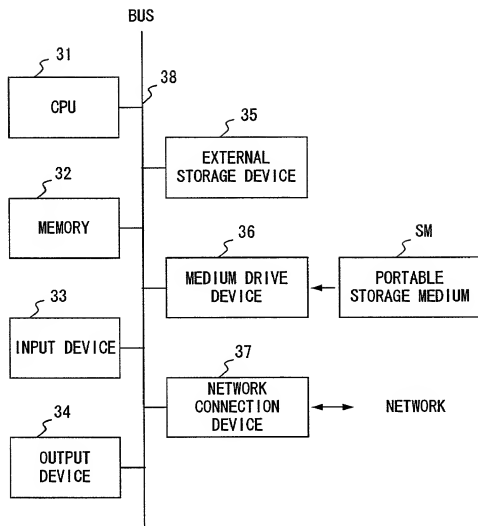 BUS
31
CPU
38
35
EXTERNAL
STORAGE DEVICE
32
MEMORY
36
MEDIUM DRIVE
DEVICE
SM
PORTABLE
STORAGE MEDIUM
33
INPUT DEVICE
37
NETWORK
CONNECTION
DEVICE
NETWORK
34
OUTPUT
DEVICE